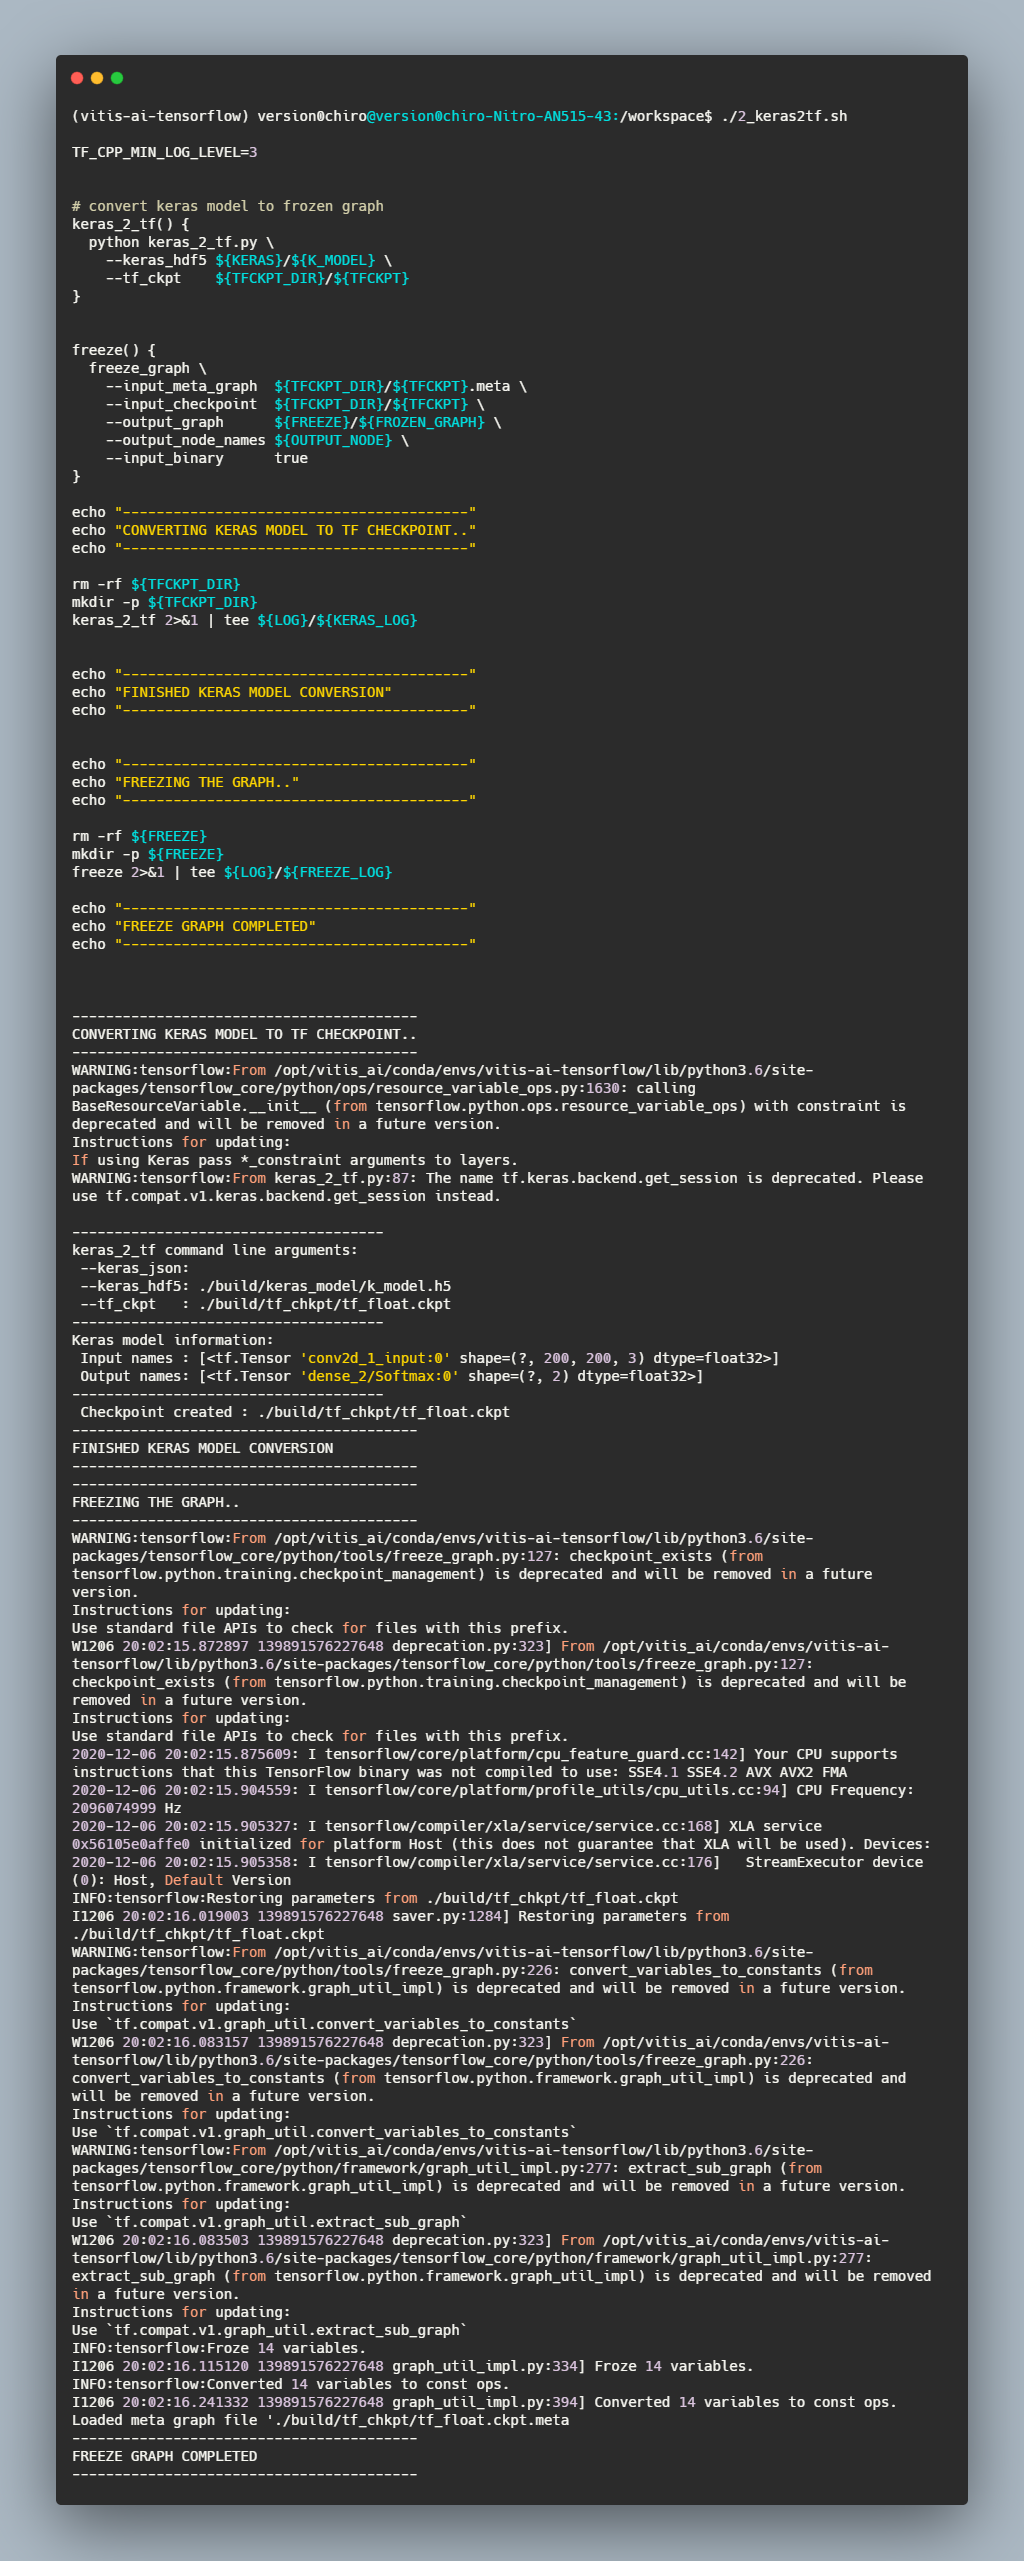 (vitis-ai-tensorflow) version0chiro@version0chiro-Nitro-AN515-43:/workspace$ ./2_keras2tf.sh
TF_CPP_MIN_LOG_LEVEL=3
# convert keras model to frozen graph
keras_2_tf() {
  python keras_2_tf.py \
    --keras_hdf5 ${KERAS}/${K_MODEL} \
    --tf_ckpt    ${TFCKPT_DIR}/${TFCKPT}
}
freeze() {
  freeze_graph \
    --input_meta_graph  ${TFCKPT_DIR}/${TFCKPT}.meta \
    --input_checkpoint  ${TFCKPT_DIR}/${TFCKPT} \
    --output_graph      ${FREEZE}/${FROZEN_GRAPH} \
    --output_node_names ${OUTPUT_NODE} \
    --input_binary      true
}
echo "-----------------------------------------"
echo "CONVERTING KERAS MODEL TO TF CHECKPOINT.."
echo "-----------------------------------------"
rm -rf ${TFCKPT_DIR}
mkdir -p ${TFCKPT_DIR}
keras_2_tf 2>&1 | tee ${LOG}/${KERAS_LOG}
echo "-----------------------------------------"
echo "FINISHED KERAS MODEL CONVERSION"
echo "-----------------------------------------"
echo "-----------------------------------------"
echo "FREEZING THE GRAPH.."
echo "-----------------------------------------"
rm -rf ${FREEZE}
mkdir -p ${FREEZE}
freeze 2>&1 | tee ${LOG}/${FREEZE_LOG}
echo "-----------------------------------------"
echo "FREEZE GRAPH COMPLETED"
echo "-----------------------------------------"
-----------------------------------------
CONVERTING KERAS MODEL TO TF CHECKPOINT..
-----------------------------------------
WARNING:tensorflow:From /opt/vitis_ai/conda/envs/vitis-ai-tensorflow/lib/python3.6/site-
packages/tensorflow_core/python/ops/resource_variable_ops.py:1630: calling
BaseResourceVariable.__init__ (from tensorflow.python.ops.resource_variable_ops) with constraint is
deprecated and will be removed in a future version.
Instructions for updating:
If using Keras pass *_constraint arguments to layers.
WARNING:tensorflow:From keras_2_tf.py:87: The name tf.keras.backend.get_session is deprecated. Please
use tf.compat.v1.keras.backend.get_session instead.
-------------------------------------
keras_2_tf command line arguments:
 --keras_json:
 --keras_hdf5: ./build/keras_model/k_model.h5
 --tf_ckpt   : ./build/tf_chkpt/tf_float.ckpt
-------------------------------------
Keras model information:
 Input names : [<tf.Tensor 'conv2d_1_input:0' shape=(?, 200, 200, 3) dtype=float32>]
 Output names: [<tf.Tensor 'dense_2/Softmax:0' shape=(?, 2) dtype=float32>]
-------------------------------------
 Checkpoint created : ./build/tf_chkpt/tf_float.ckpt
-----------------------------------------
FINISHED KERAS MODEL CONVERSION
-----------------------------------------
-----------------------------------------
FREEZING THE GRAPH..
-----------------------------------------
WARNING:tensorflow:From /opt/vitis_ai/conda/envs/vitis-ai-tensorflow/lib/python3.6/site-
packages/tensorflow_core/python/tools/freeze_graph.py:127: checkpoint_exists (from
tensorflow.python.training.checkpoint_management) is deprecated and will be removed in a future
version.
Instructions for updating:
Use standard file APIs to check for files with this prefix.
W1206 20:02:15.872897 139891576227648 deprecation.py:323] From /opt/vitis_ai/conda/envs/vitis-ai-
tensorflow/lib/python3.6/site-packages/tensorflow_core/python/tools/freeze_graph.py:127:
checkpoint_exists (from tensorflow.python.training.checkpoint_management) is deprecated and will be
removed in a future version.
Instructions for updating:
Use standard file APIs to check for files with this prefix.
2020-12-06 20:02:15.875609: I tensorflow/core/platform/cpu_feature_guard.cc:142] Your CPU supports
instructions that this TensorFlow binary was not compiled to use: SSE4.1 SSE4.2 AVX AVX2 FMA
2020-12-06 20:02:15.904559: I tensorflow/core/platform/profile_utils/cpu_utils.cc:94] CPU Frequency:
2096074999 Hz
2020-12-06 20:02:15.905327: I tensorflow/compiler/xla/service/service.cc:168] XLA service
0x56105e0affe0 initialized for platform Host (this does not guarantee that XLA will be used). Devices:
2020-12-06 20:02:15.905358: I tensorflow/compiler/xla/service/service.cc:176]   StreamExecutor device
(0): Host, Default Version
INFO:tensorflow:Restoring parameters from ./build/tf_chkpt/tf_float.ckpt
I1206 20:02:16.019003 139891576227648 saver.py:1284] Restoring parameters from
./build/tf_chkpt/tf_float.ckpt
WARNING:tensorflow:From /opt/vitis_ai/conda/envs/vitis-ai-tensorflow/lib/python3.6/site-
packages/tensorflow_core/python/tools/freeze_graph.py:226: convert_variables_to_constants (from
tensorflow.python.framework.graph_util_impl) is deprecated and will be removed in a future version.
Instructions for updating:
Use `tf.compat.v1.graph_util.convert_variables_to_constants`
W1206 20:02:16.083157 139891576227648 deprecation.py:323] From /opt/vitis_ai/conda/envs/vitis-ai-
tensorflow/lib/python3.6/site-packages/tensorflow_core/python/tools/freeze_graph.py:226:
convert_variables_to_constants (from tensorflow.python.framework.graph_util_impl) is deprecated and
will be removed in a future version.
Instructions for updating:
Use `tf.compat.v1.graph_util.convert_variables_to_constants`
WARNING:tensorflow:From /opt/vitis_ai/conda/envs/vitis-ai-tensorflow/lib/python3.6/site-
packages/tensorflow_core/python/framework/graph_util_impl.py:277: extract_sub_graph (from
tensorflow.python.framework.graph_util_impl) is deprecated and will be removed in a future version.
Instructions for updating:
Use `tf.compat.v1.graph_util.extract_sub_graph`
W1206 20:02:16.083503 139891576227648 deprecation.py:323] From /opt/vitis_ai/conda/envs/vitis-ai-
tensorflow/lib/python3.6/site-packages/tensorflow_core/python/framework/graph_util_impl.py:277:
extract_sub_graph (from tensorflow.python.framework.graph_util_impl) is deprecated and will be removed
in a future version.
Instructions for updating:
Use `tf.compat.v1.graph_util.extract_sub_graph`
INFO:tensorflow:Froze 14 variables.
I1206 20:02:16.115120 139891576227648 graph_util_impl.py:334] Froze 14 variables.
INFO:tensorflow:Converted 14 variables to const ops.
I1206 20:02:16.241332 139891576227648 graph_util_impl.py:394] Converted 14 variables to const ops.
Loaded meta graph file './build/tf_chkpt/tf_float.ckpt.meta
-----------------------------------------
FREEZE GRAPH COMPLETED
-----------------------------------------